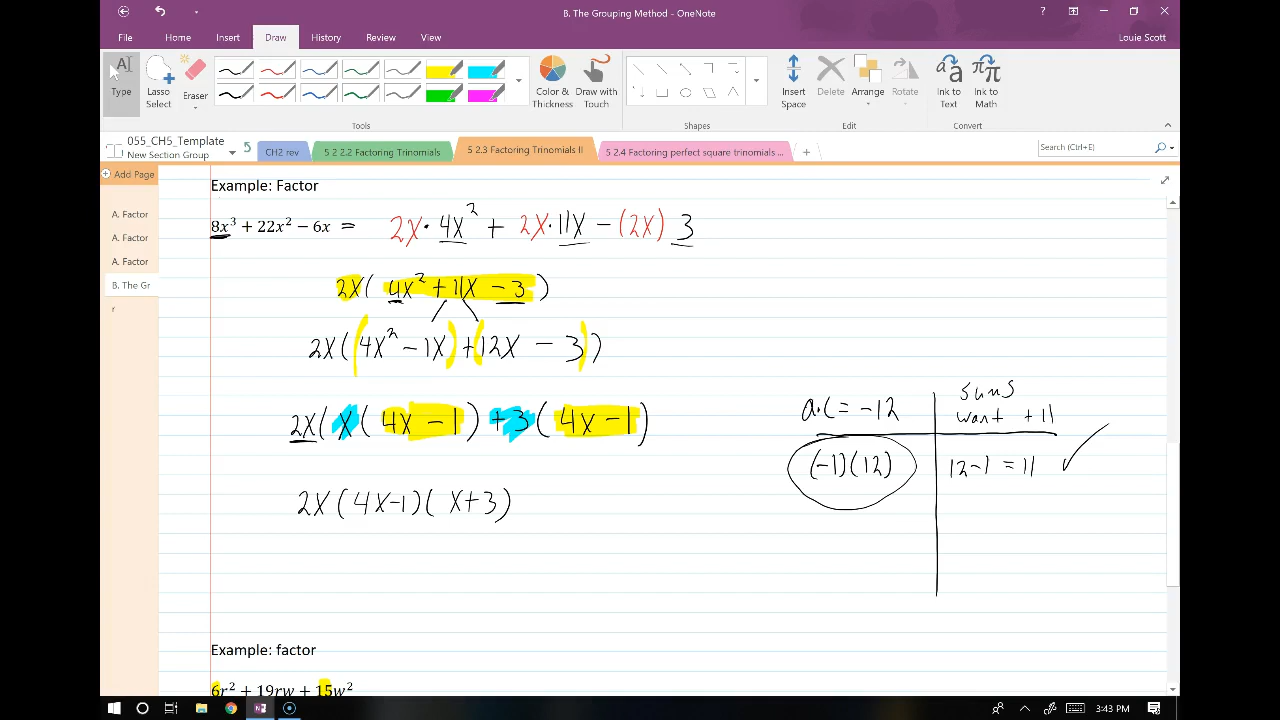 B. The Grouping Method - OneNote
?
File Home Insert Draw History Review View
Louie Scott
Type
Lasso Select
Eraser
Color & Thickness
Draw with Touch
Insert Space
Delete
Arrange
Rotate
Ink to Text
Ink to Math
Tools
Shapes
Edit
Convert
055_CH5_Template
New Section Group
CH2 rev
5 2 2.2 Factoring Trinomials
5 2.3 Factoring Trinomials II
5 2.4 Factoring perfect square trinomials ...
+
Search (Ctrl+E)
Add Page
A. Factor
A. Factor
A. Factor
B. The Gr
r
Example: Factor
8x³ + 22x² − 6x = 2X · 4X² + 2X · 11X − (2X) 3
2X( 4X² + 11X − 3 )
2X( (4X² − 1X) + (12X − 3) )
2X( X( 4X − 1) + 3 ( 4X − 1)
2X(4X-1)( X+3)
a·C = -12
sums
want +11
(-1)(12)
12-1 = 11 ✓
Example: factor
6r² + 19rw + 15w²
3:43 PM